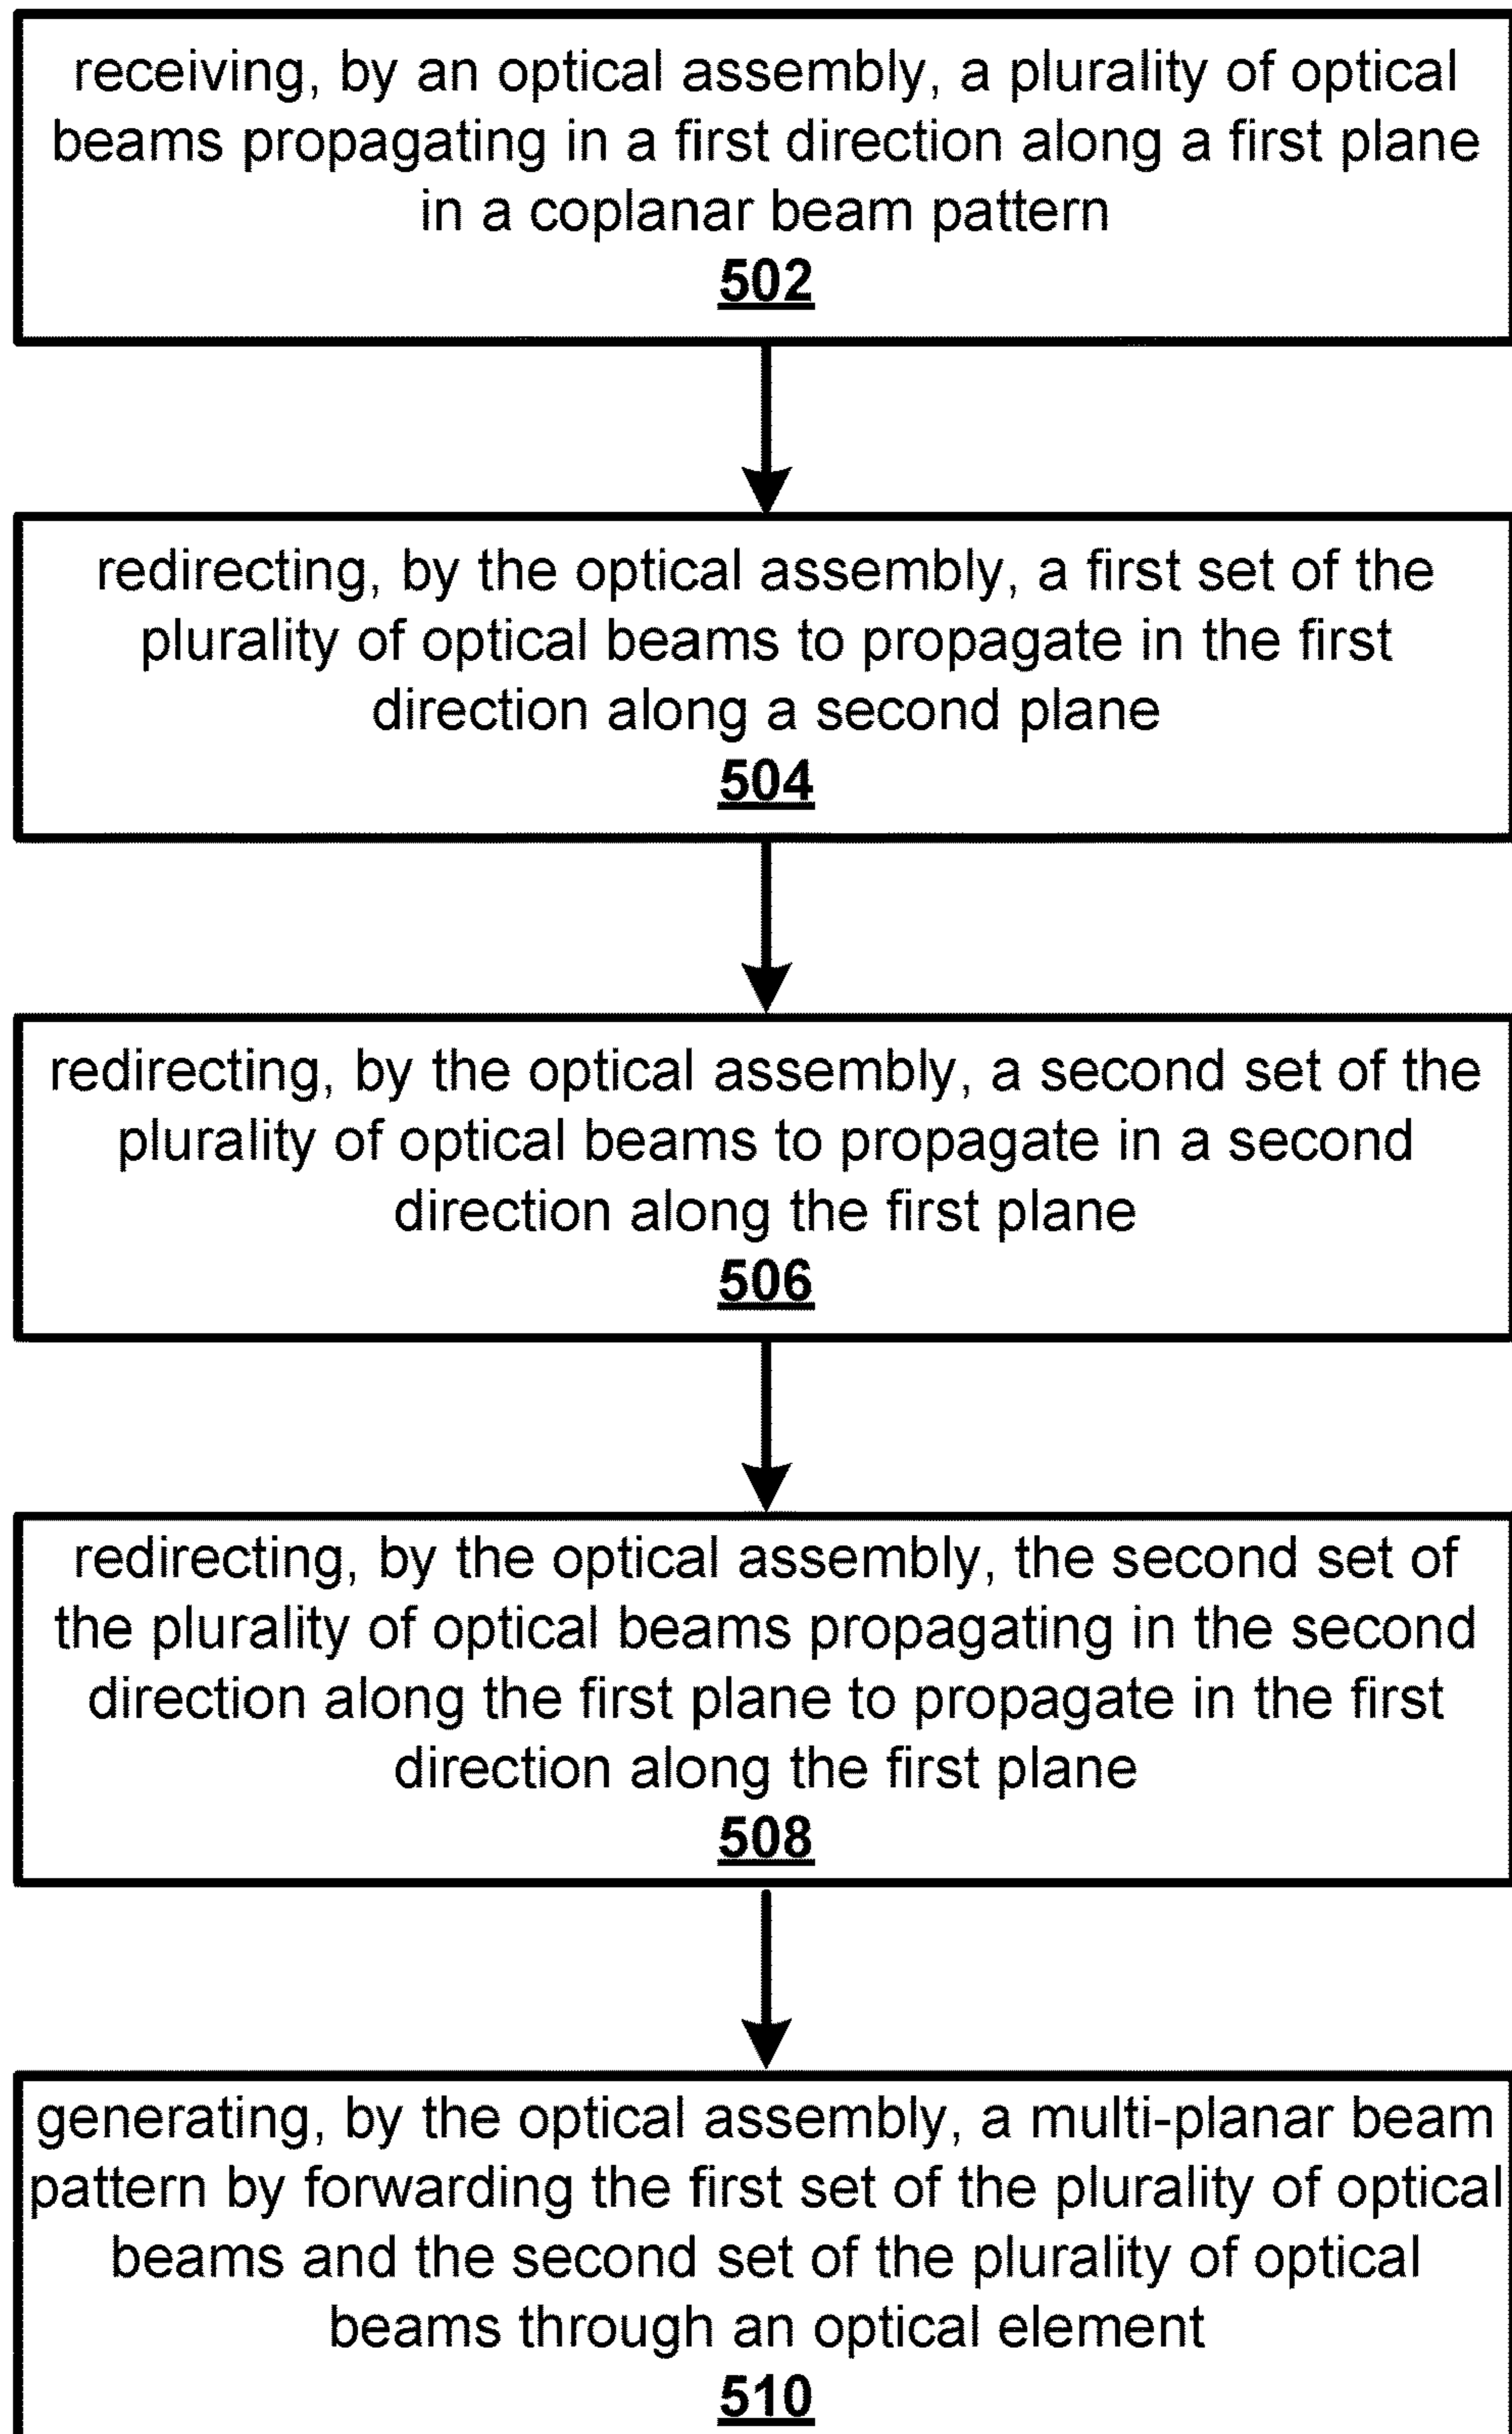 receiving, by an optical assembly, a plurality of optical
beams propagating in a first direction along a first plane
in a coplanar beam pattern
502
redirecting, by the optical assembly, a first set of the
plurality of optical beams to propagate in the first
direction along a second plane
504
redirecting, by the optical assembly, a second set of the
plurality of optical beams to propagate in a second
direction along the first plane
506
redirecting, by the optical assembly, the second set of
the plurality of optical beams propagating in the second
direction along the first plane to propagate in the first
direction along the first plane
508
generating, by the optical assembly, a multi-planar beam
pattern by forwarding the first set of the plurality of optical
beams and the second set of the plurality of optical
beams through an optical element
510